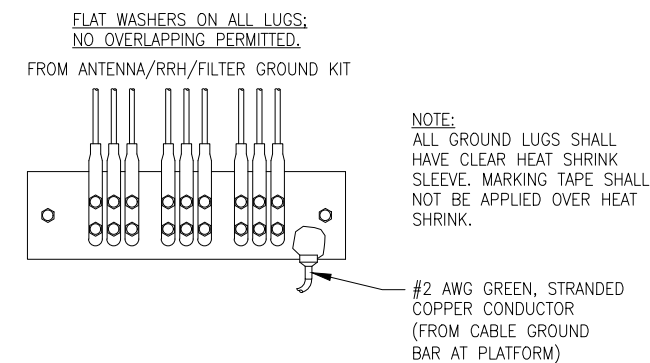 FLAT WASHERS ON ALL LUGS;
NO OVERLAPPING PERMITTED.
FROM ANTENNA/RRH/FILTER GROUND KIT
NOTE:
ALL GROUND LUGS SHALL
HAVE CLEAR HEAT SHRINK
SLEEVE. MARKING TAPE SHALL
NOT BE APPLIED OVER HEAT
SHRINK.
#2 AWG GREEN, STRANDED
COPPER CONDUCTOR
(FROM CABLE GROUND
BAR AT PLATFORM)